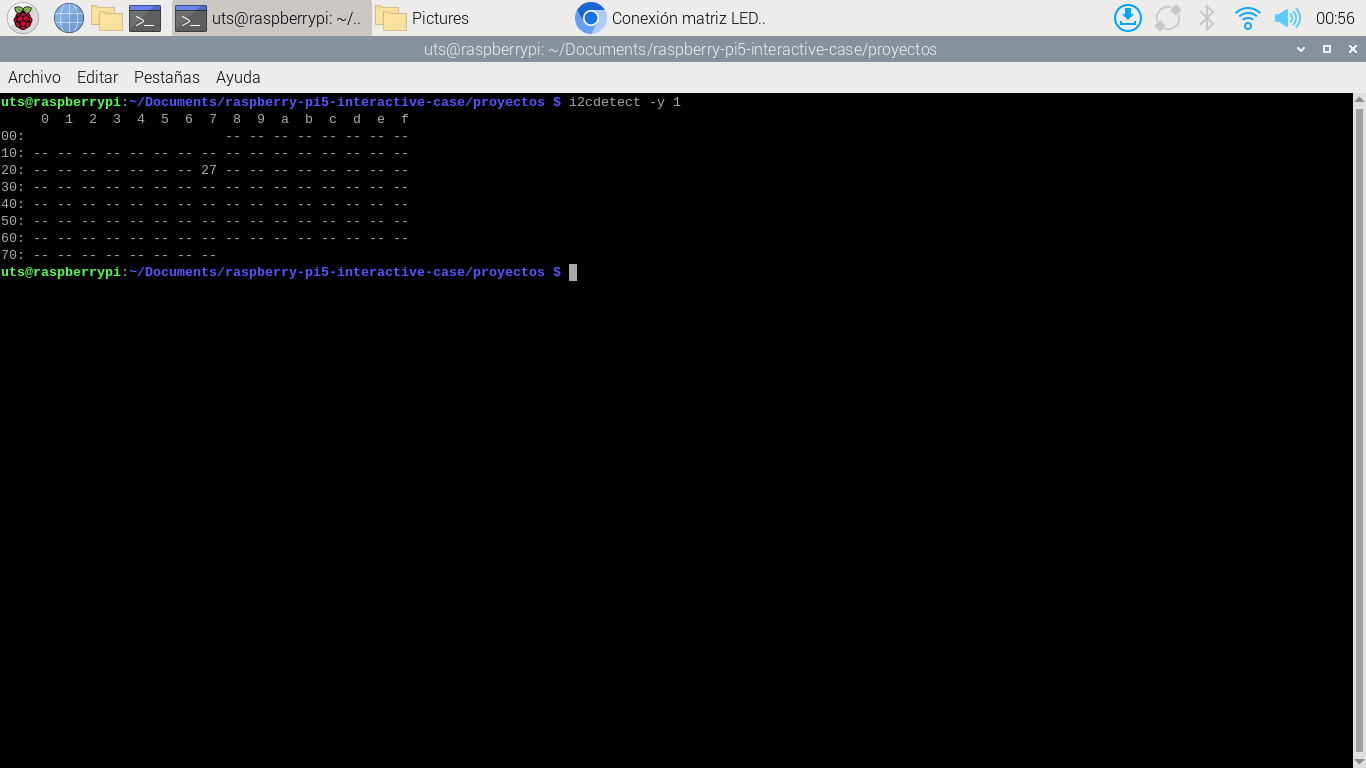 uts@raspberrypi: ~/..
Pictures
Conexión matriz LED..
00:56
uts@raspberrypi: ~/Documents/raspberry-pi5-interactive-case/proyectos
Archivo Editar Pestañas Ayuda
uts@raspberrypi:~/Documents/raspberry-pi5-interactive-case/proyectos $ i2cdetect -y 1
     0  1  2  3  4  5  6  7  8  9  a  b  c  d  e  f
00:                         -- -- -- -- -- -- -- --
10: -- -- -- -- -- -- -- -- -- -- -- -- -- -- -- --
20: -- -- -- -- -- -- -- 27 -- -- -- -- -- -- -- --
30: -- -- -- -- -- -- -- -- -- -- -- -- -- -- -- --
40: -- -- -- -- -- -- -- -- -- -- -- -- -- -- -- --
50: -- -- -- -- -- -- -- -- -- -- -- -- -- -- -- --
60: -- -- -- -- -- -- -- -- -- -- -- -- -- -- -- --
70: -- -- -- -- -- -- -- --
uts@raspberrypi:~/Documents/raspberry-pi5-interactive-case/proyectos $